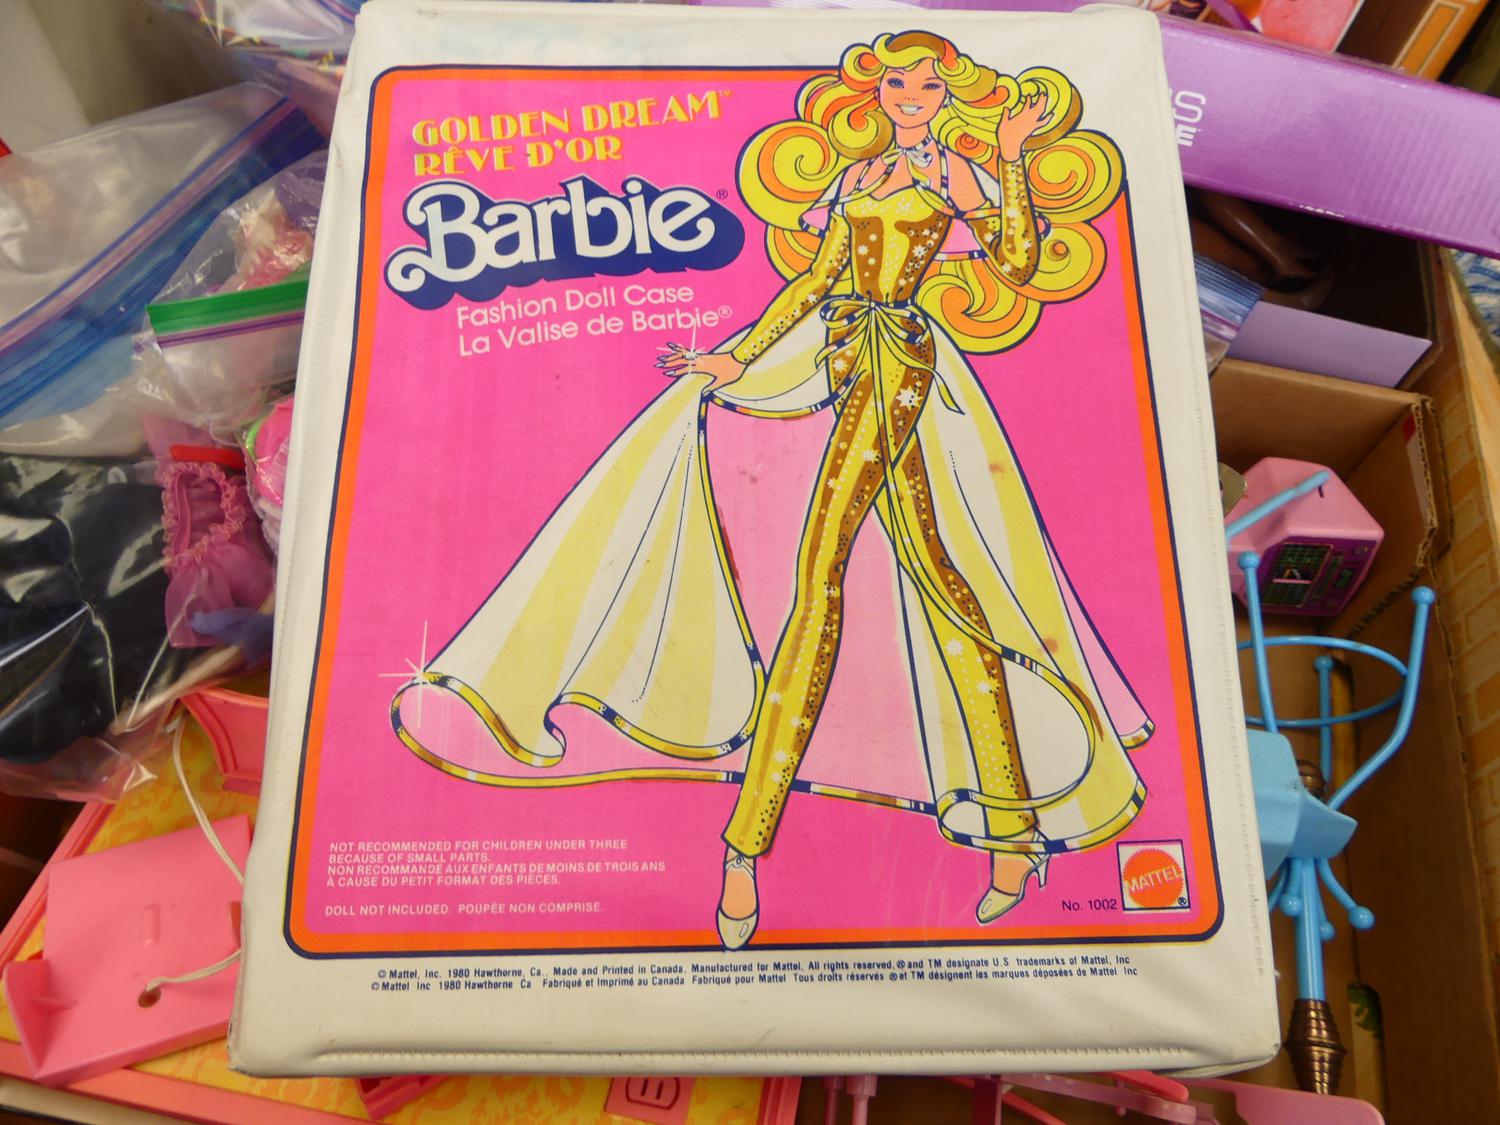 GOLDEN DREAM™
RÊVE D'OR
Barbie®
Fashion Doll Case
La Valise de Barbie®
NOT RECOMMENDED FOR CHILDREN UNDER THREE
BECAUSE OF SMALL PARTS.
NON RECOMMANDÉ AUX ENFANTS DE MOINS DE TROIS ANS
À CAUSE DU PETIT FORMAT DES PIÈCES.
DOLL NOT INCLUDED. POUPÉE NON COMPRISE.
No. 1002
MATTEL®
© Mattel, Inc. 1980 Hawthorne, Ca., Made and Printed in Canada. Manufactured for Mattel. All rights reserved. ® and TM designate U.S. trademarks of Mattel, Inc
© Mattel Inc 1980 Hawthorne Ca Fabriqué et Imprimé au Canada Fabriqué pour Mattel Tous droits réservés ® et TM désignent les marques déposées de Mattel Inc